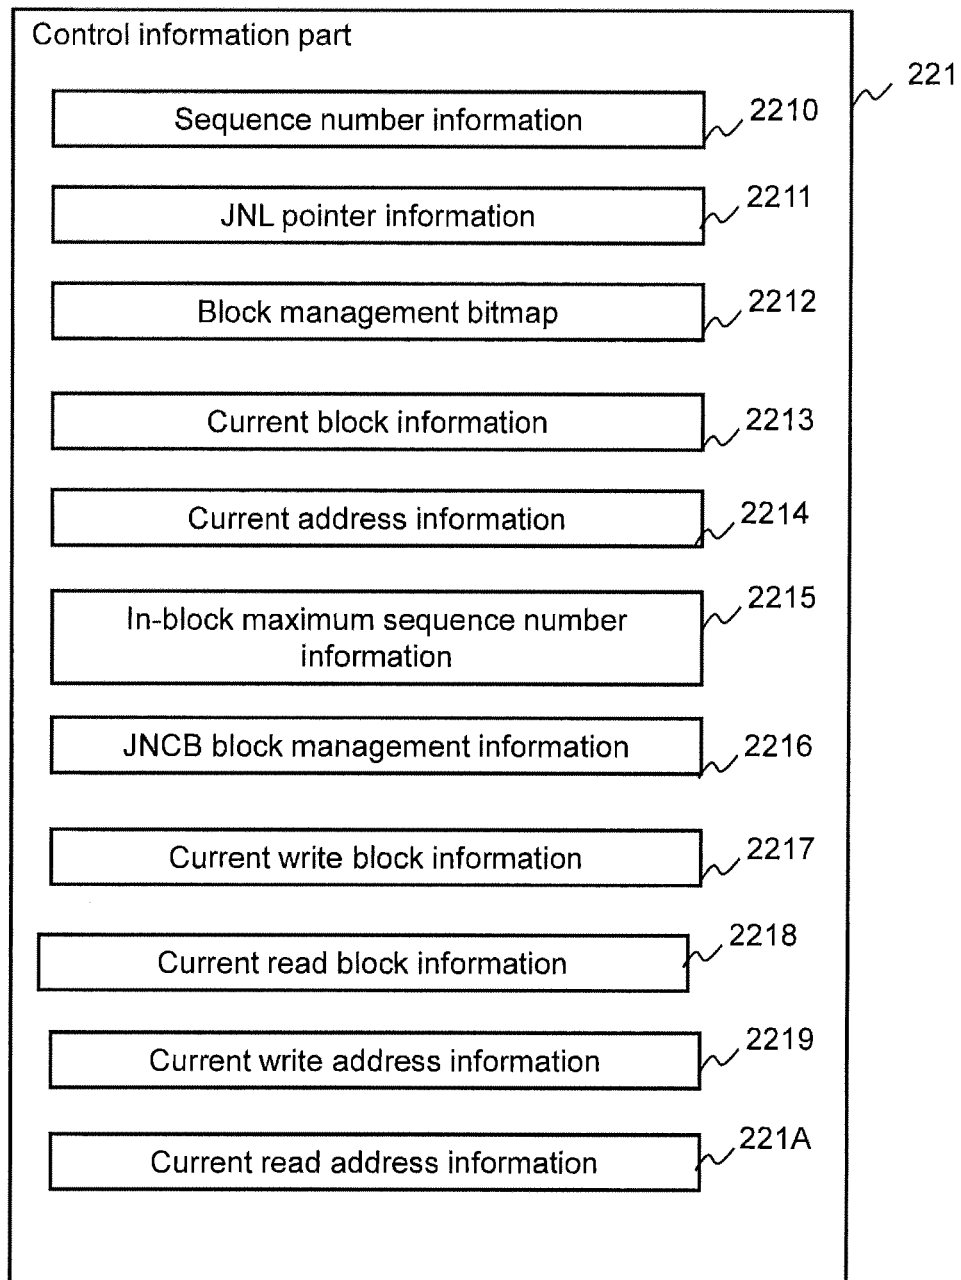 Control information part
221
Sequence number information
2210
JNL pointer information
2211
Block management bitmap
2212
Current block information
2213
Current address information
2214
In-block maximum sequence number
information
2215
JNCB block management information
2216
Current write block information
2217
Current read block information
2218
Current write address information
2219
Current read address information
221A